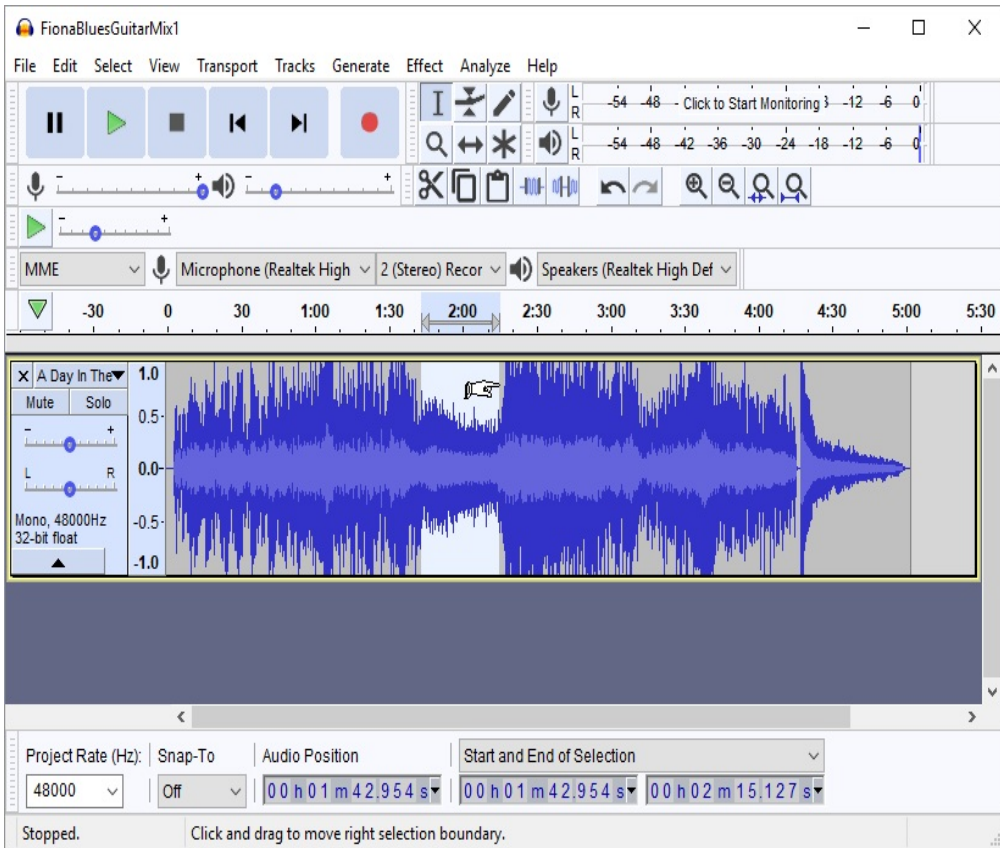 FionaBluesGuitarMix1
File Edit Select View Transport Tracks Generate Effect Analyze Help
L
R
-54 -48 - Click to Start Monitoring 3 -12 -6 0
L
R
-54 -48 -42 -36 -30 -24 -18 -12 -6 0
- + - +
- +
MME Microphone (Realtek High 2 (Stereo) Recor Speakers (Realtek High Def
-30 0 30 1:00 1:30 2:00 2:30 3:00 3:30 4:00 4:30 5:00 5:30
X A Day In The
Mute Solo
- +
L R
Mono, 48000Hz
32-bit float
1.0
0.5
0.0
-0.5
-1.0
Project Rate (Hz): Snap-To Audio Position Start and End of Selection
48000 Off 00 h 01 m 42.954 s 00 h 01 m 42.954 s 00 h 02 m 15.127 s
Stopped. Click and drag to move right selection boundary.